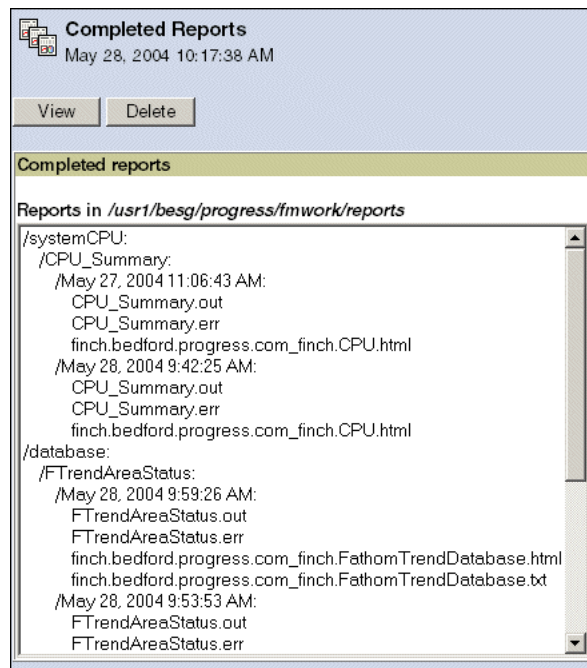 Completed Reports
May 28, 2004 10:17:38 AM
View Delete
Completed reports
Reports in /usr1/besg/progress/fmwork/reports
/systemCPU:
/CPU_Summary:
/May 27, 2004 11:06:43 AM:
CPU_Summary.out
CPU_Summary.err
finch.bedford.progress.com_finch.CPU.html
/May 28, 2004 9:42:25 AM:
CPU_Summary.out
CPU_Summary.err
finch.bedford.progress.com_finch.CPU.html
/database:
/FTrendAreaStatus:
/May 28, 2004 9:59:26 AM:
FTrendAreaStatus.out
FTrendAreaStatus.err
finch.bedford.progress.com_finch.FathomTrendDatabase.html
finch.bedford.progress.com_finch.FathomTrendDatabase.txt
/May 28, 2004 9:53:53 AM:
FTrendAreaStatus.out
FTrendAreaStatus.err